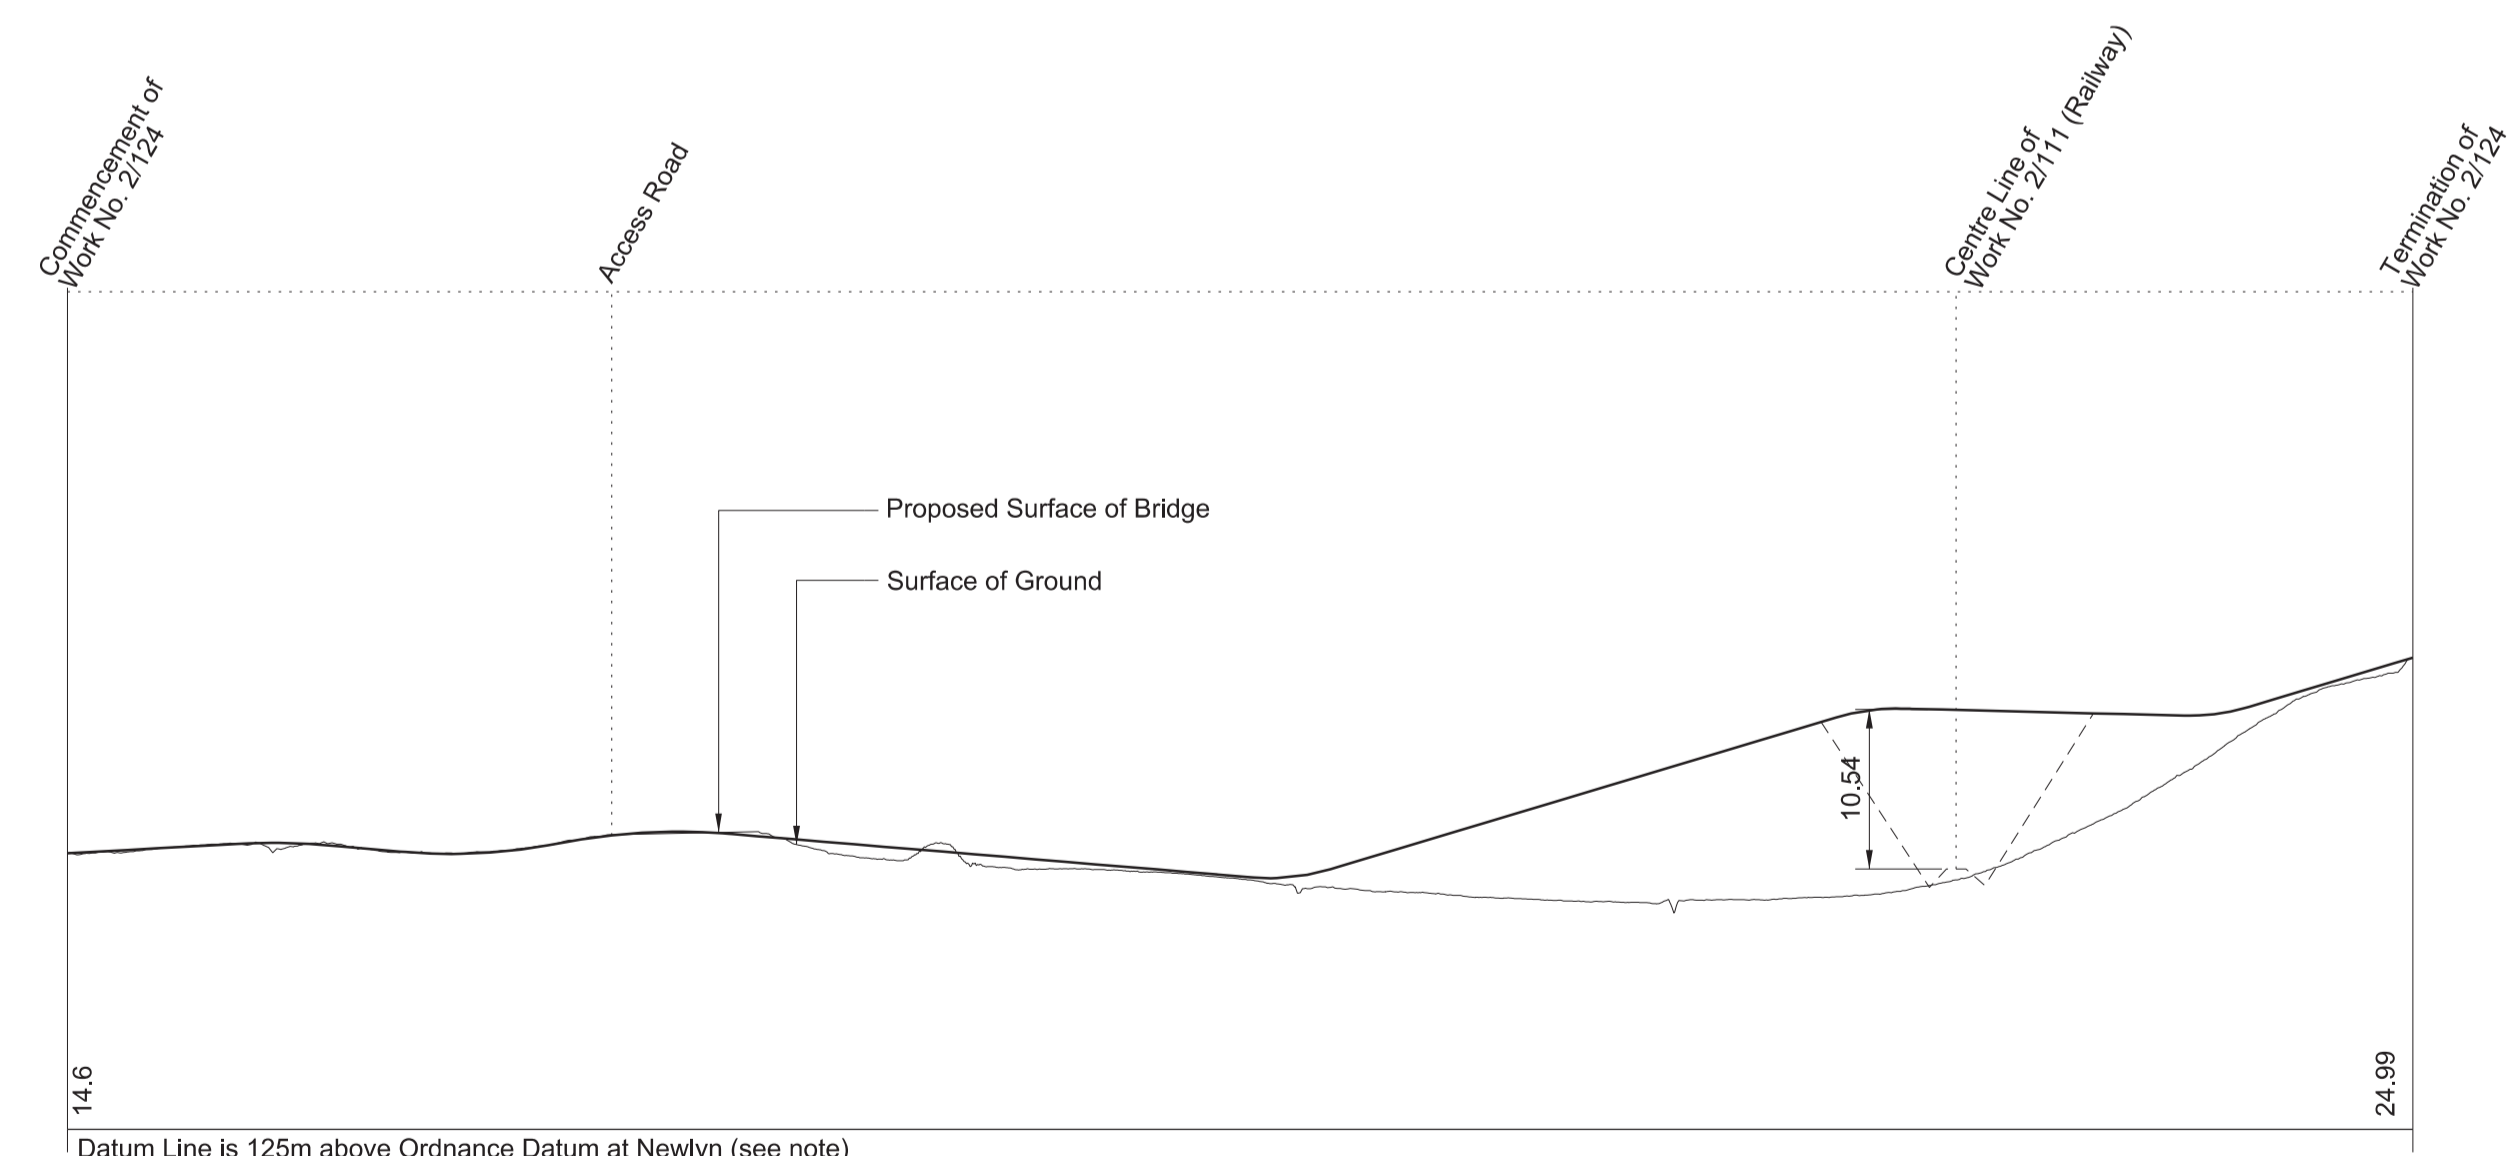 Commencement of
Work No. 2/124
Access Road
Centre Line of
Work No. 2/111 (Railway)
Termination of
Work No. 2/124
Proposed Surface of Bridge
Surface of Ground
10.54
14.6
24.99
Datum Line is 125m above Ordnance Datum at Newlyn (see note)